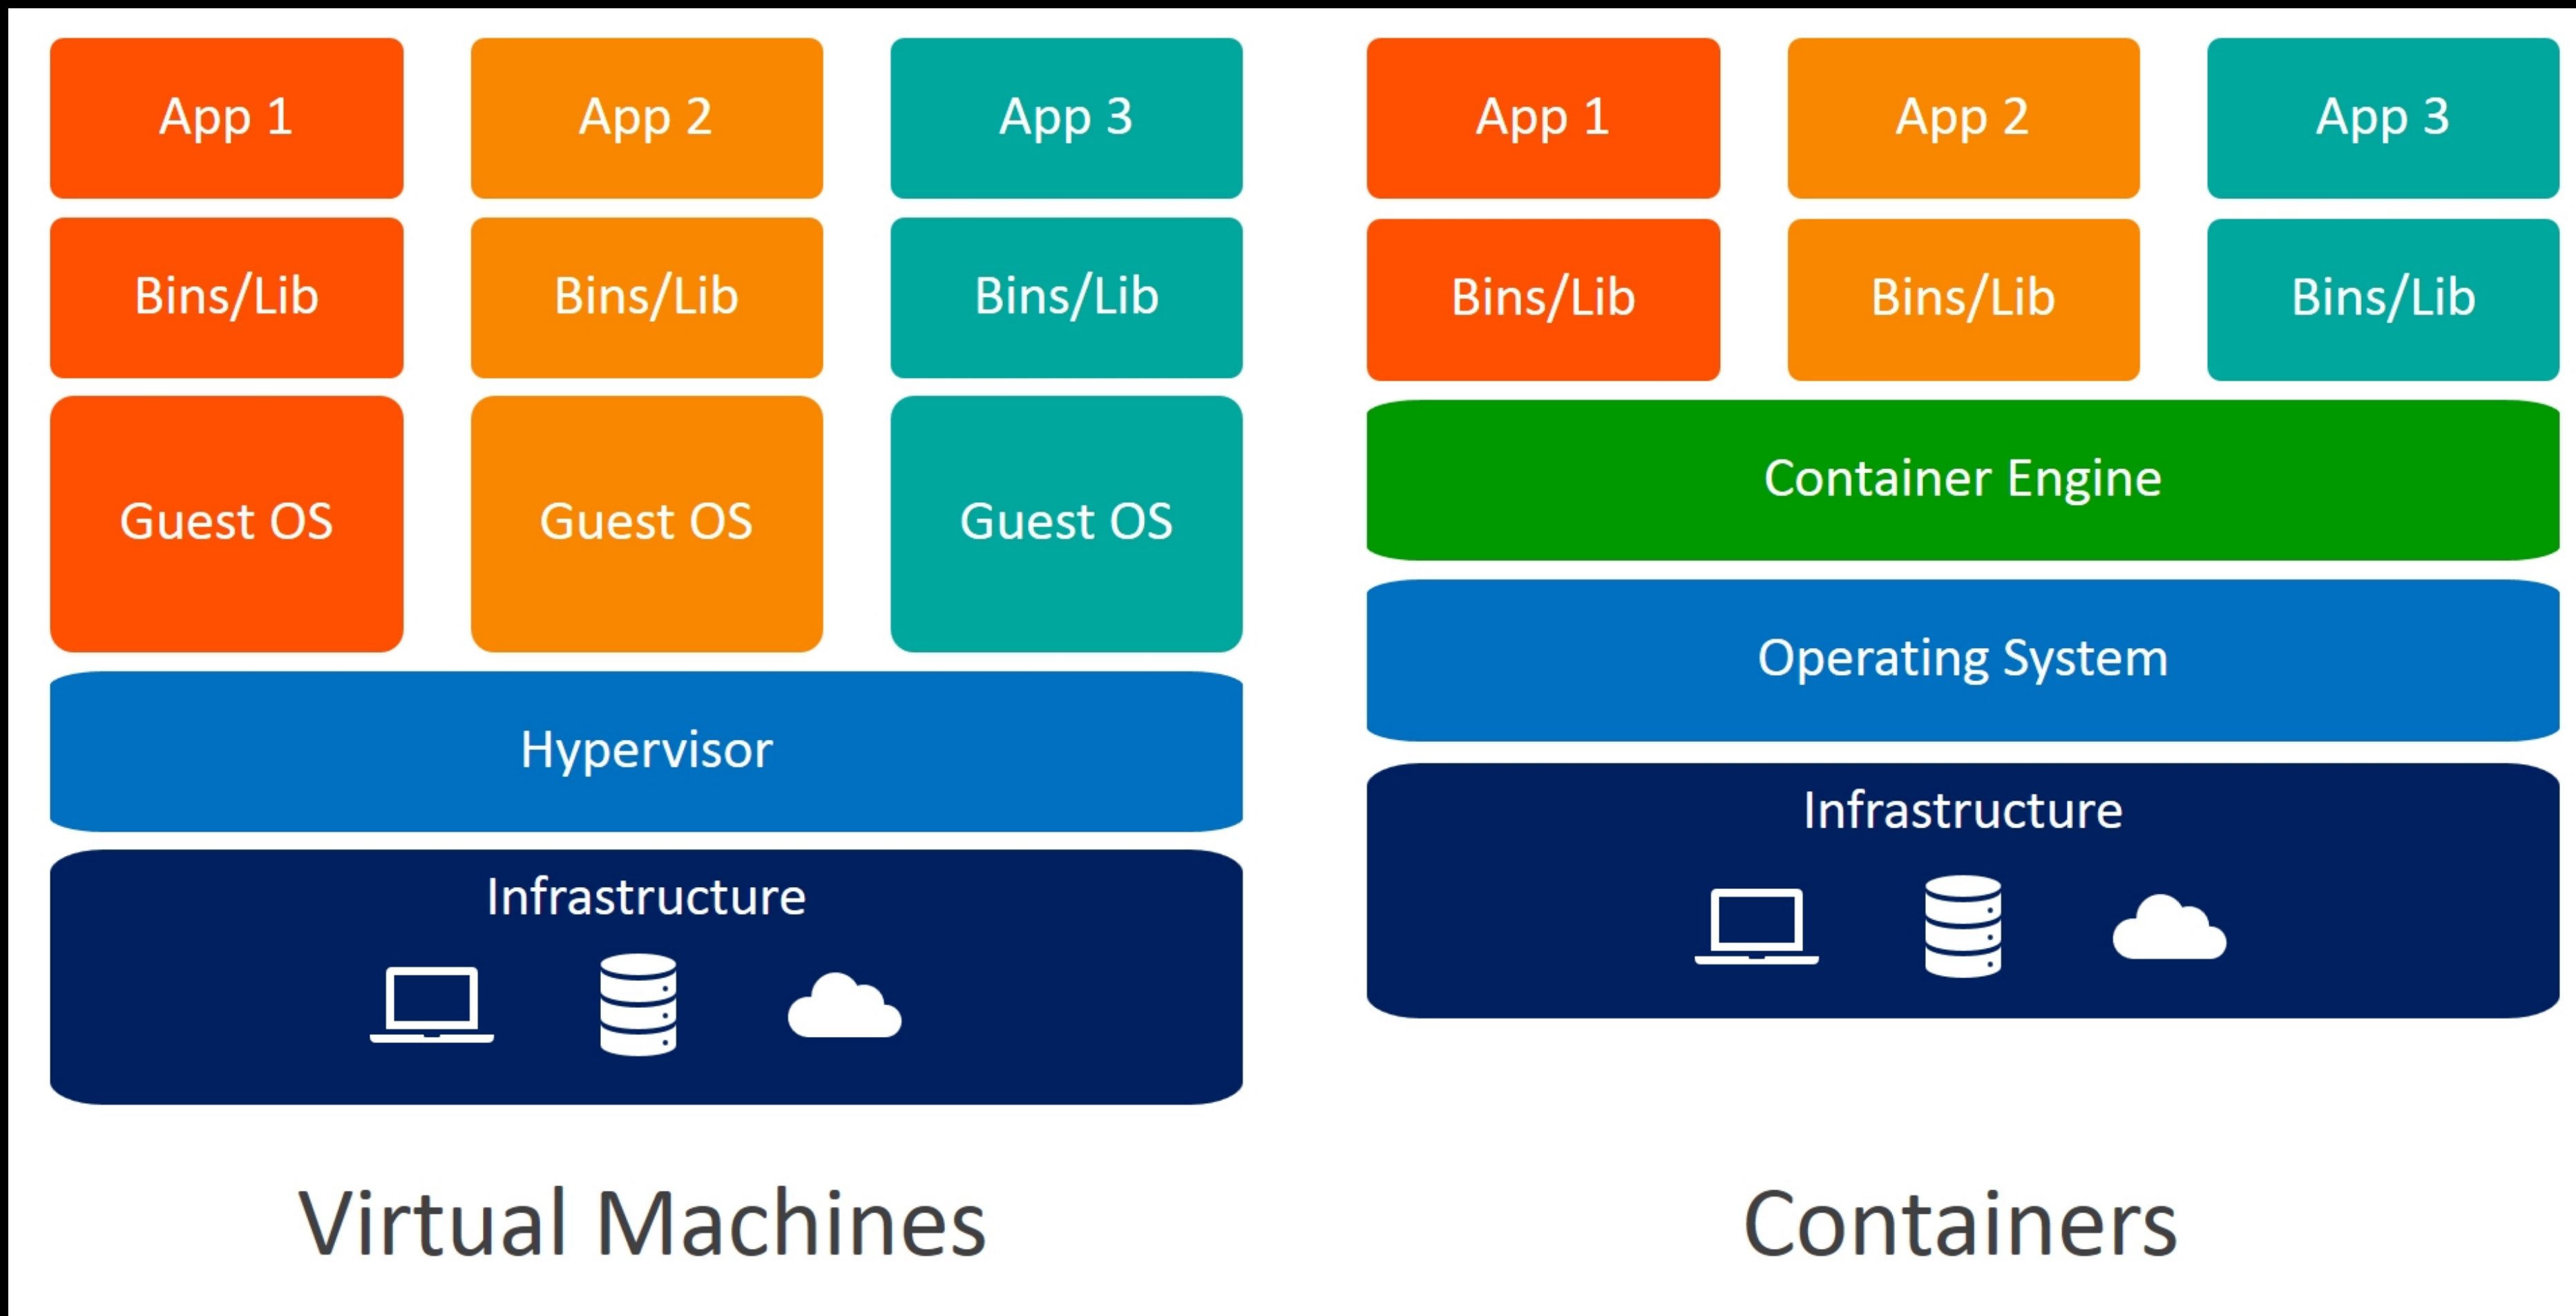 App 1
App 2
App 3
Bins/Lib
Bins/Lib
Bins/Lib
Guest OS
Guest OS
Guest OS
Hypervisor
Infrastructure
Virtual Machines
App 1
App 2
App 3
Bins/Lib
Bins/Lib
Bins/Lib
Container Engine
Operating System
Infrastructure
Containers